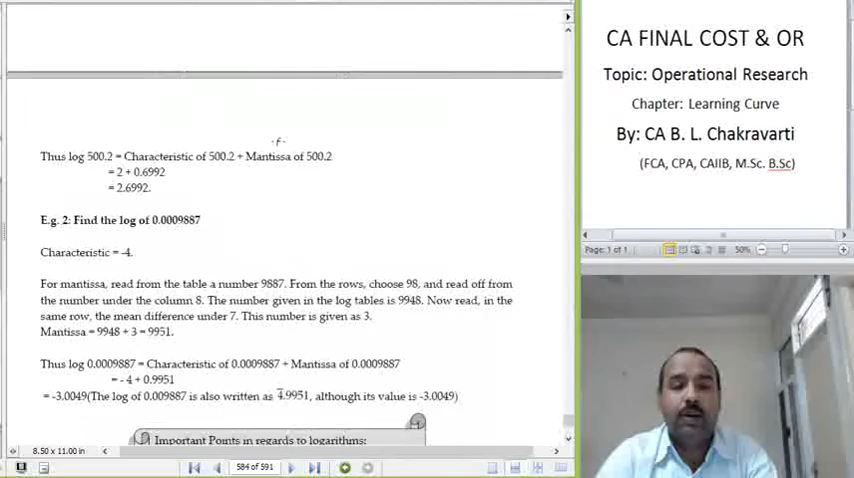 Thus log 500.2 = Characteristic of 500.2 + Mantissa of 500.2
= 2 + 0.6992
= 2.6992.
E.g. 2: Find the log of 0.0009887
Characteristic = -4.
For mantissa, read from the table a number 9887. From the rows, choose 98, and read off from
the number under the column 8. The number given in the log tables is 9948. Now read, in the
same row, the mean difference under 7. This number is given as 3.
Mantissa = 9948 + 3 = 9951.
Thus log 0.0009887 = Characteristic of 0.0009887 + Mantissa of 0.0009887
= - 4 + 0.9951
= -3.0049(The log of 0.009887 is also written as 4̅.9951, although its value is -3.0049)
Important Points in regards to logarithms:
8.50 x 11.00 in
584 of 591
CA FINAL COST & OR
Topic: Operational Research
Chapter: Learning Curve
By: CA B. L. Chakravarti
(FCA, CPA, CAIIB, M.Sc. B.Sc)
Page: 1 of 1
50%